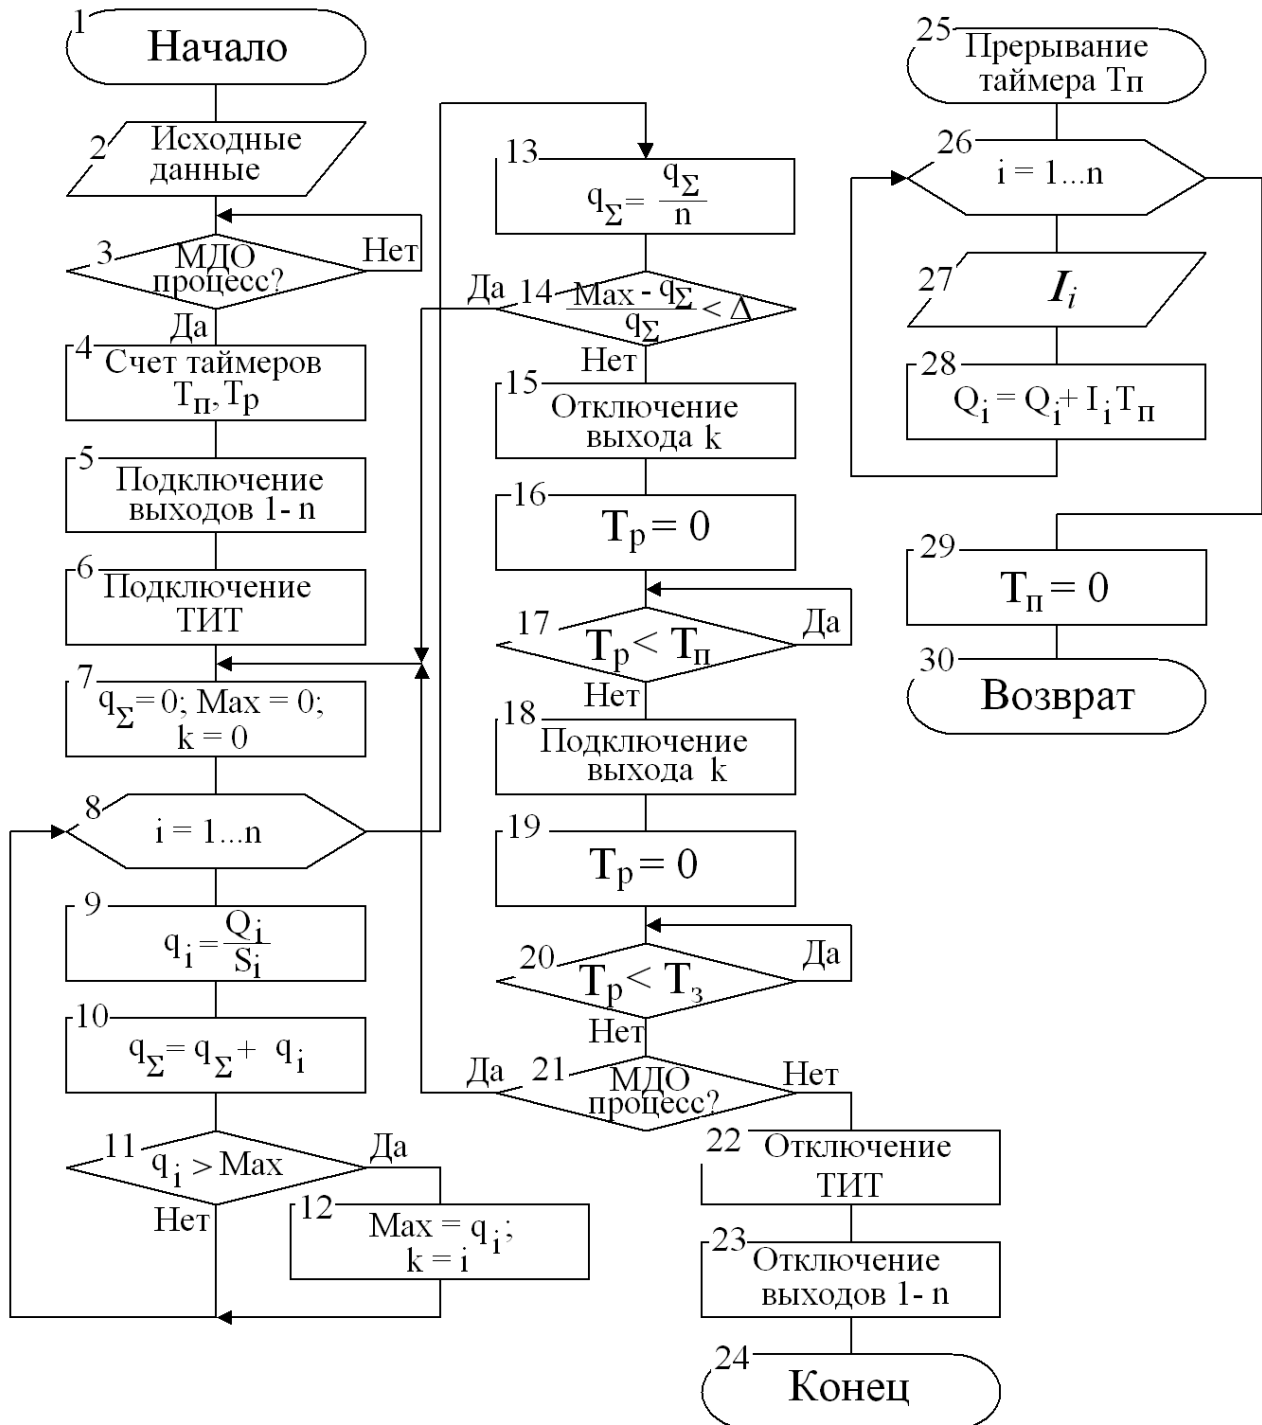 1
Начало
2
Исходные
данные
3
МДО
процесс?
Нет
Да
4
Счет таймеров
Tп, Tр
5
Подключение
выходов 1- n
6
Подключение
ТИТ
7
qΣ = 0; Max = 0;
k = 0
8
i = 1...n
9
qi = Qi / Si
10
qΣ = qΣ + qi
11
qi > Max
Да
Нет
12
Max = qi;
k = i
13
qΣ = qΣ / n
14
Max - qΣ / qΣ < Δ
Да
Нет
15
Отключение
выхода k
16
Tр = 0
17
Tр < Tп
Да
Нет
18
Подключение
выхода k
19
Tр = 0
20
Tр < Tз
Да
Нет
21
МДО
процесс?
Да
Нет
22
Отключение
ТИТ
23
Отключение
выходов 1- n
24
Конец
25
Прерывание
таймера Tп
26
i = 1...n
27
Ii
28
Qi = Qi + Ii Tп
29
Tп = 0
30
Возврат